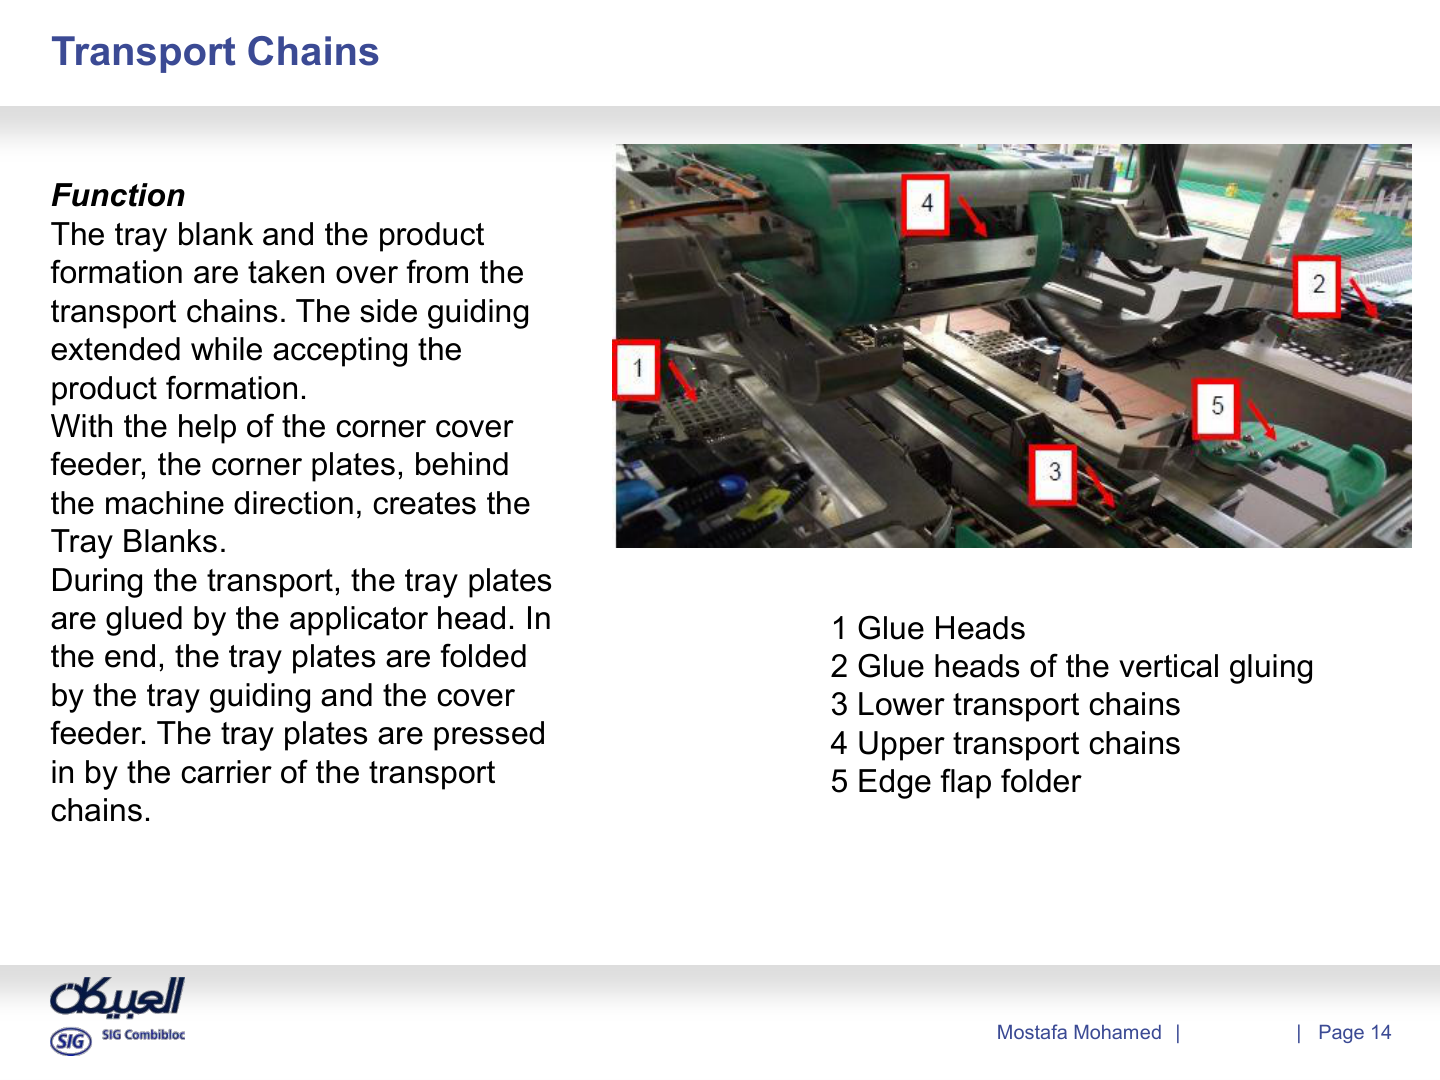 Transport Chains
Function
The tray blank and the product
formation are taken over from the
transport chains. The side guiding
extended while accepting the
product formation.
With the help of the corner cover
feeder, the corner plates, behind
the machine direction, creates the
Tray Blanks.
During the transport, the tray plates
are glued by the applicator head. In
the end, the tray plates are folded
by the tray guiding and the cover
feeder. The tray plates are pressed
in by the carrier of the transport
chains.
4
2
1
5
3
1 Glue Heads
2 Glue heads of the vertical gluing
3 Lower transport chains
4 Upper transport chains
5 Edge flap folder
العبيكان
SIG
SIG Combibloc
Mostafa Mohamed | | Page 14